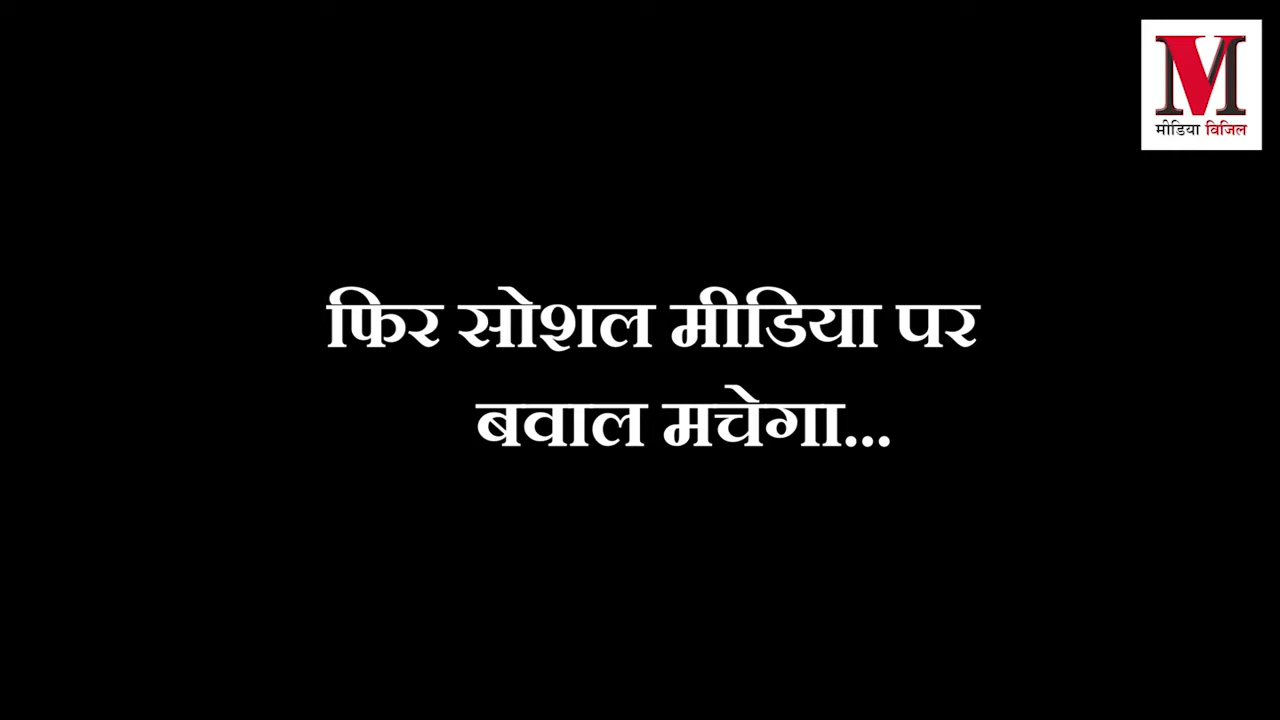 मीडिया विजिल
फिर सोशल मीडिया पर
बवाल मचेगा...